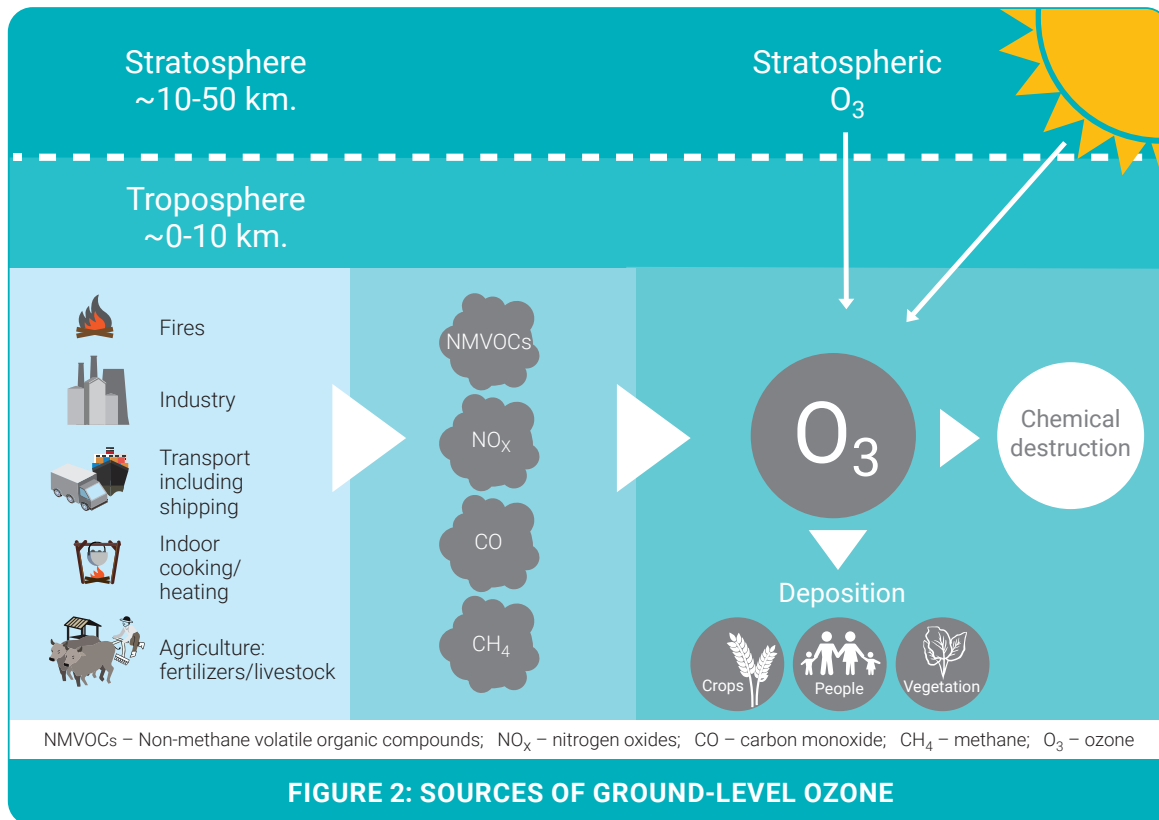 Stratosphere
~10-50 km.
Stratospheric
O₃
Troposphere
~0-10 km.
Fires
Industry
Transport
including
shipping
Indoor
cooking/
heating
Agriculture:
fertilizers/livestock
NMVOCs
NOₓ
CO
CH₄
O₃
Chemical
destruction
Deposition
Crops
People
Vegetation
NMVOCs – Non-methane volatile organic compounds; NOₓ – nitrogen oxides; CO – carbon monoxide; CH₄ – methane; O₃ – ozone
FIGURE 2: SOURCES OF GROUND-LEVEL OZONE